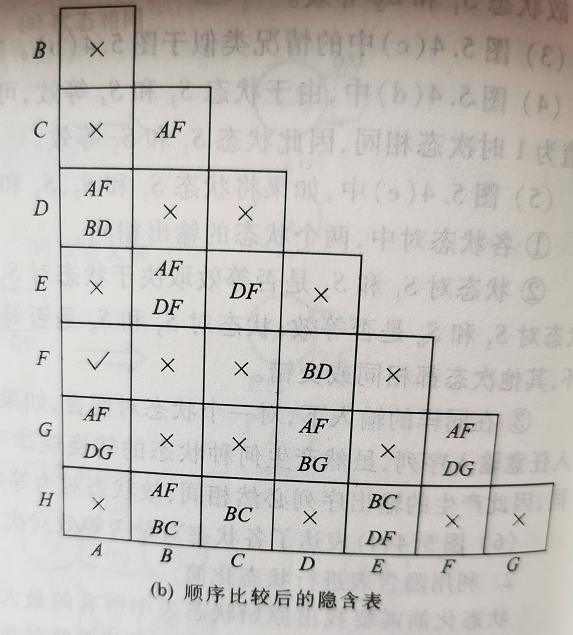 B ×
C × AF
D AF BD × ×
E × AF DF DF ×
F ✓ × × BD ×
G AF DG × × AF BG × AF DG
H × AF BC BC × BC DF × ×
A B C D E F G
(b) 顺序比较后的隐含表